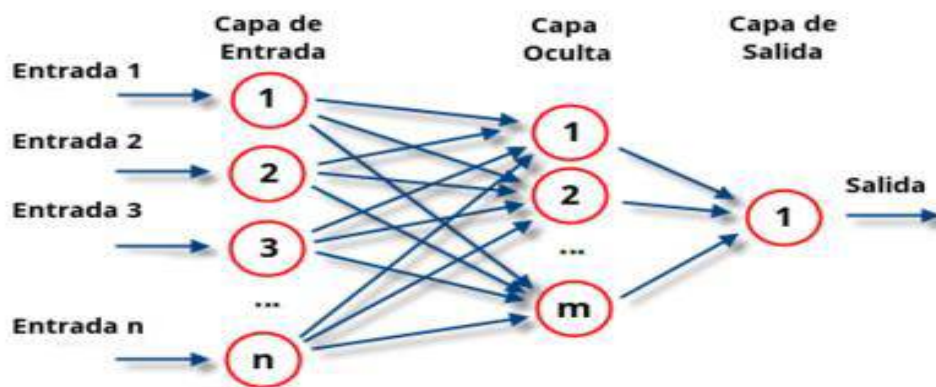 Capa de
Entrada
Capa
Oculta
Capa de
Salida
Entrada 1
1
Entrada 2
2
Entrada 3
3
...
Entrada n
n
1
2
...
m
1
Salida